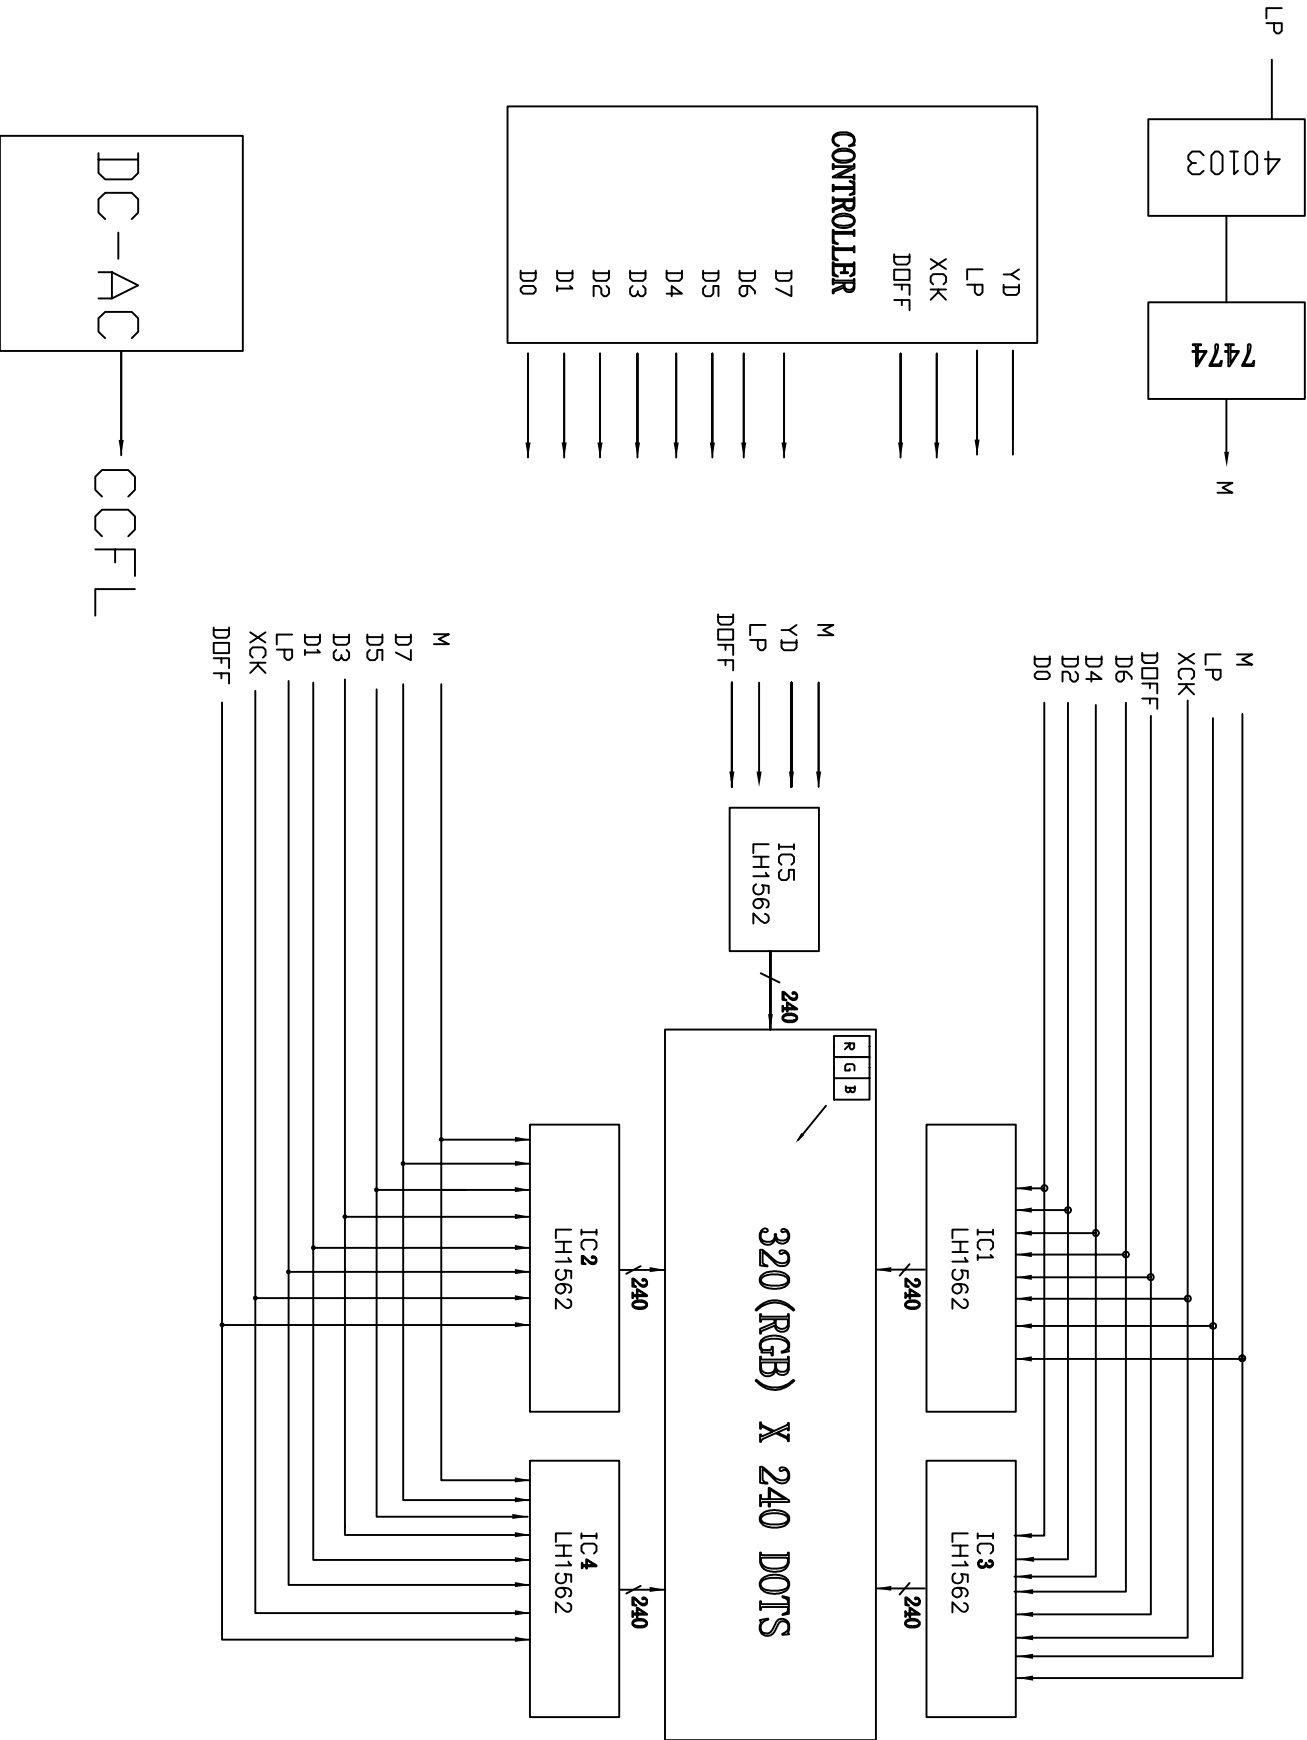 LP
40103
7474
M
CONTROLLER
YD
LP
XCK
DOFF
D7
D6
D5
D4
D3
D2
D1
D0
DC-AC
CCFL
M
LP
XCK
DOFF
D6
D4
D2
D0
IC1
LH1562
240
IC3
LH1562
240
M
YD
LP
DOFF
IC5
LH1562
240
R G B
320(RGB) X 240 DOTS
240
IC2
LH1562
240
IC4
LH1562
M
D7
D5
D3
D1
LP
XCK
DOFF